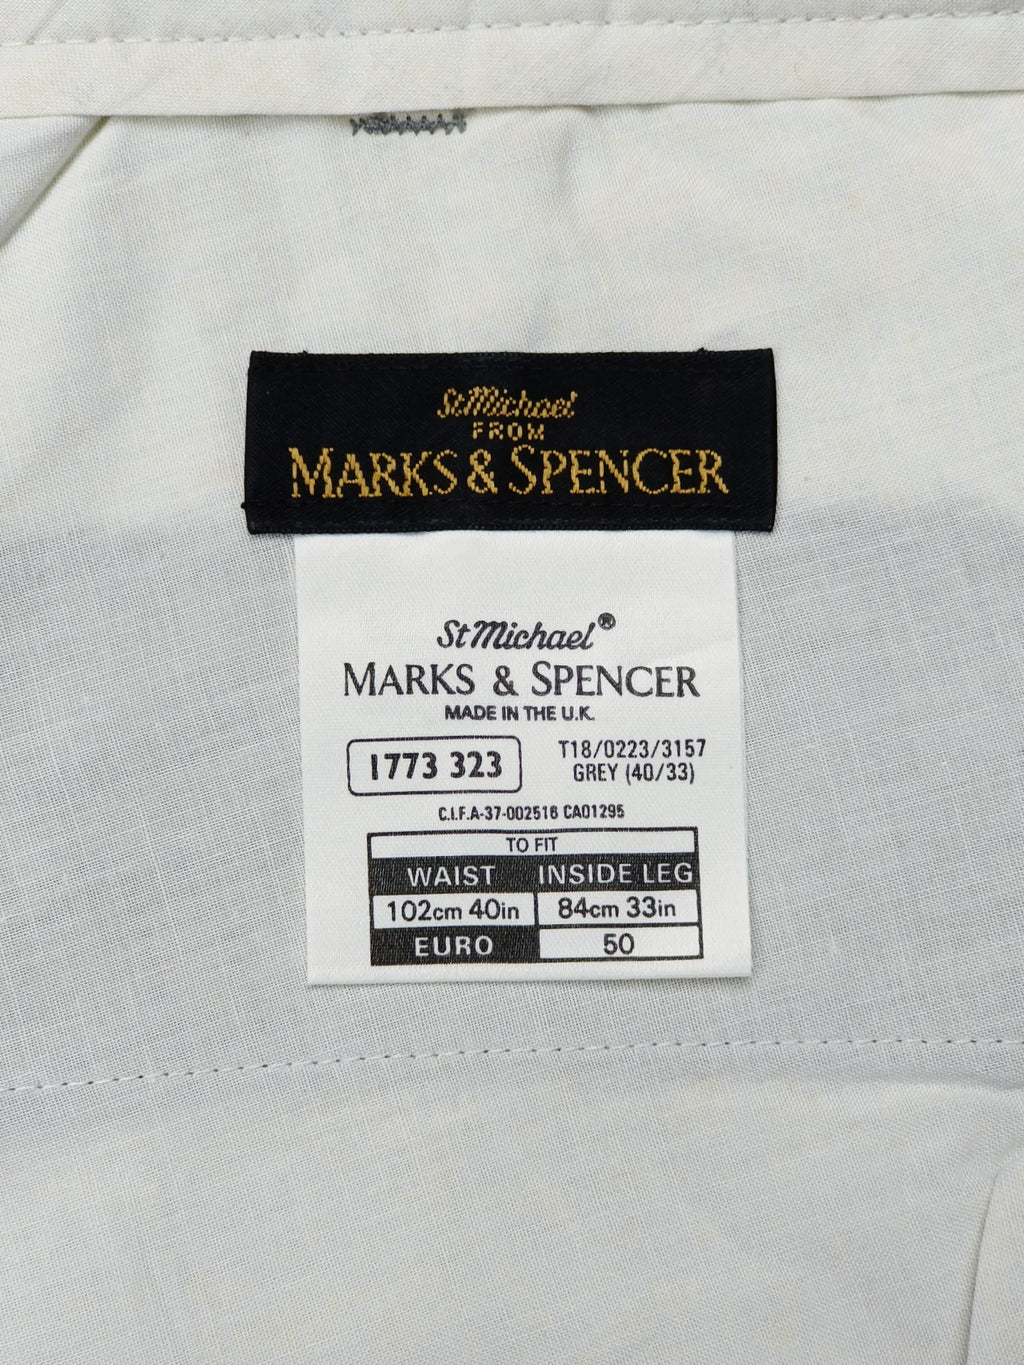 St Michael
FROM
MARKS & SPENCER
St Michael®
MARKS & SPENCER
MADE IN THE U.K.
1773 323
T18/0223/3157
GREY (40/33)
C.I.F.A-37-002516 CA01295
TO FIT
WAIST INSIDE LEG
102cm 40in 84cm 33in
EURO 50